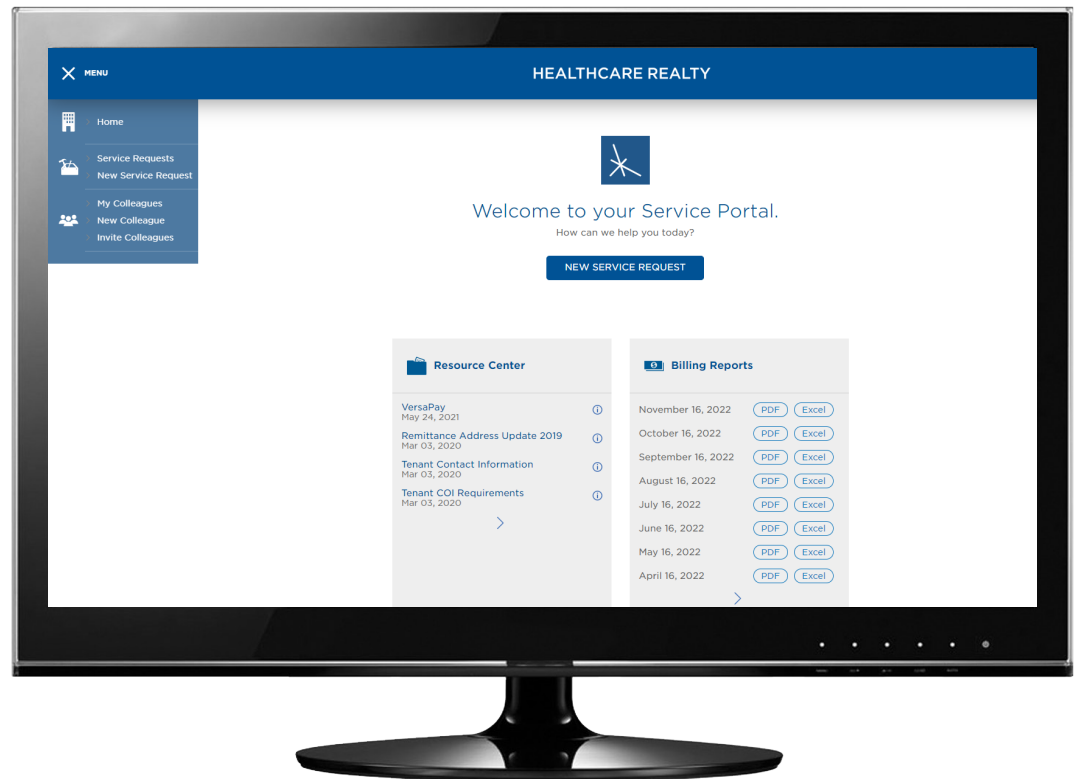 MENU
HEALTHCARE REALTY
Home
Service Requests
New Service Request
My Colleagues
New Colleague
Invite Colleagues
Welcome to your Service Portal.
How can we help you today?
NEW SERVICE REQUEST
Resource Center
VersaPay
May 24, 2021
Remittance Address Update 2019
Mar 03, 2020
Tenant Contact Information
Mar 03, 2020
Tenant COI Requirements
Mar 03, 2020
Billing Reports
November 16, 2022 PDF Excel
October 16, 2022 PDF Excel
September 16, 2022 PDF Excel
August 16, 2022 PDF Excel
July 16, 2022 PDF Excel
June 16, 2022 PDF Excel
May 16, 2022 PDF Excel
April 16, 2022 PDF Excel